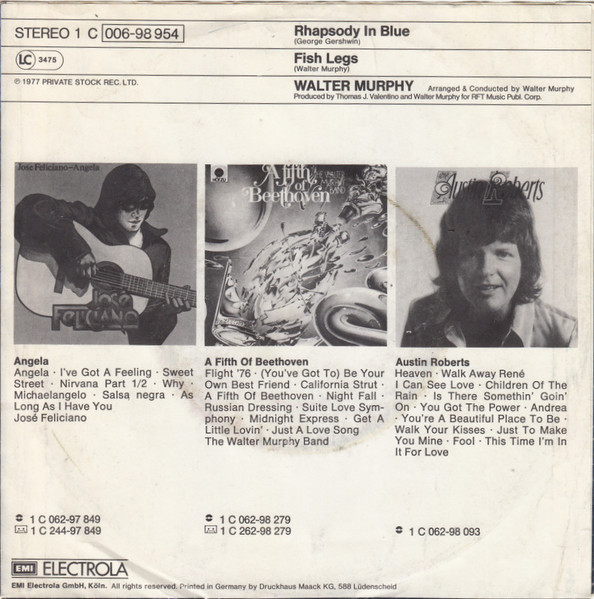 STEREO 1 C 006-98 954
Rhapsody In Blue
(George Gershwin)
LC 3475
Fish Legs
(Walter Murphy)
℗ 1977 PRIVATE STOCK REC. LTD.
WALTER MURPHY Arranged & Conducted by Walter Murphy
Produced by Thomas J. Valentino and Walter Murphy for RFT Music Publ. Corp.
José Feliciano–Angela
José
FELICIANO
A Fifth
of
Beethoven
Austin Roberts
Angela
Angela · I've Got A Feeling · Sweet
Street · Nirvana Part 1/2 · Why ·
Michaelangelo · Salsa negra · As
Long As I Have You
José Feliciano
A Fifth Of Beethoven
Flight '76 · (You've Got) To Be Your
Own Best Friend · California Strut ·
A Fifth Of Beethoven · Night Fall ·
Russian Dressing · Suite Love Sym-
phony · Midnight Express · Get A
Little Lovin' · Just A Love Song
The Walter Murphy Band
Austin Roberts
Heaven · Walk Away René
I Can See Love · Children Of The
Rain · Is There Somethin' Goin'
On · You Got The Power · Andrea
· You're A Beautiful Place To Be ·
Walk Your Kisses · Just To Make
You Mine · Fool · This Time I'm In
It For Love
1 C 062-97 849
1 C 244-97 849
1 C 062-98 279
1 C 262-98 279
1 C 062-98 093
EMI ELECTROLA
EMI Electrola GmbH, Köln. All rights reserved. Printed in Germany by Druckhaus Maack KG, 588 Lüdenscheid